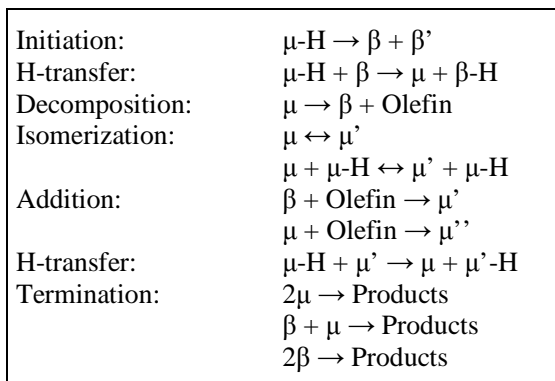 Initiation: μ-H → β + β’
H-transfer: μ-H + β → μ + β-H
Decomposition: μ → β + Olefin
Isomerization: μ ↔ μ’
μ + μ-H ↔ μ’ + μ-H
Addition: β + Olefin → μ’
μ + Olefin → μ’’
H-transfer: μ-H + μ’ → μ + μ’-H
Termination: 2μ → Products
β + μ → Products
2β → Products